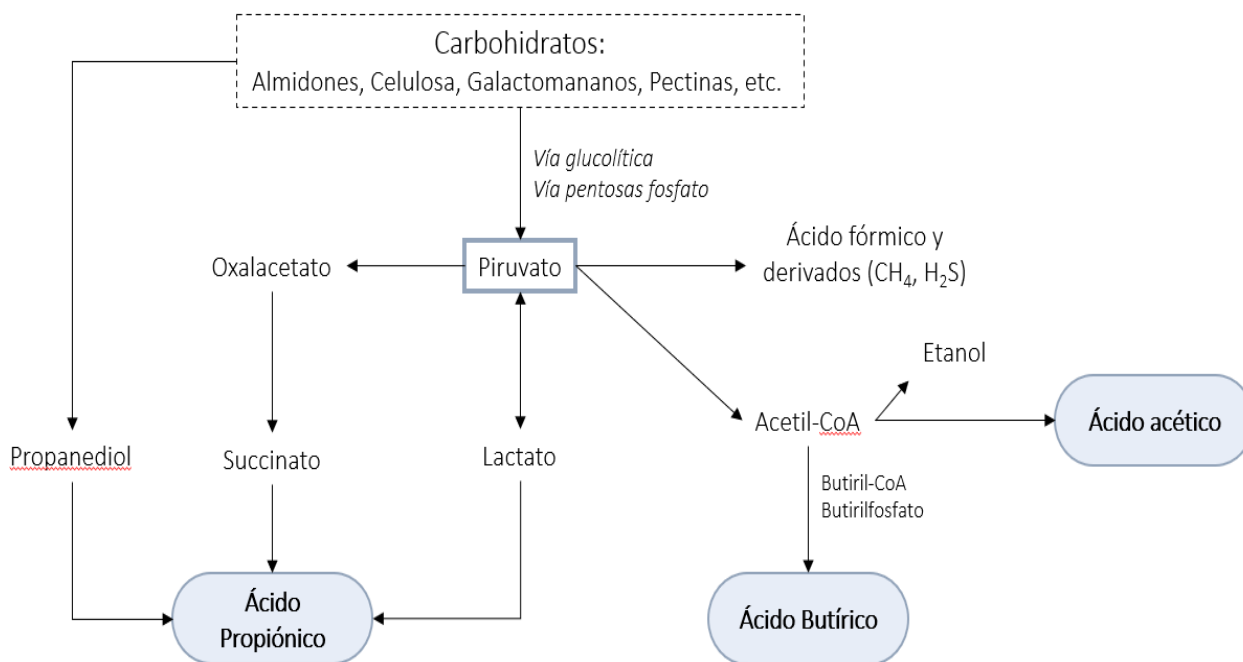 Carbohidratos:
Almidones, Celulosa, Galactomananos, Pectinas, etc.
Vía glucolítica
Vía pentosas fosfato
Oxalacetato
Piruvato
Ácido fórmico y
derivados (CH₄, H₂S)
Etanol
Propanediol
Succinato
Lactato
Acetil-CoA
Ácido acético
Butiril-CoA
Butirilfosfato
Ácido
Propiónico
Ácido Butírico